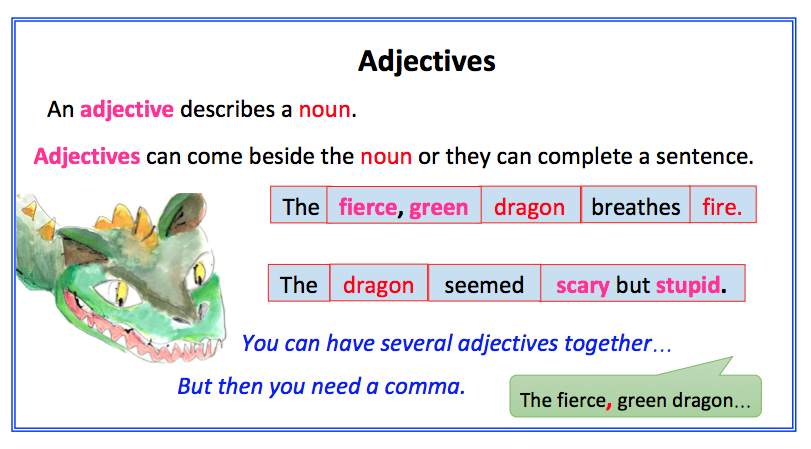 Adjectives
An adjective describes a noun.
Adjectives can come beside the noun or they can complete a sentence.
The fierce, green dragon breathes fire.
The dragon seemed scary but stupid.
You can have several adjectives together…
But then you need a comma.
The fierce, green dragon…